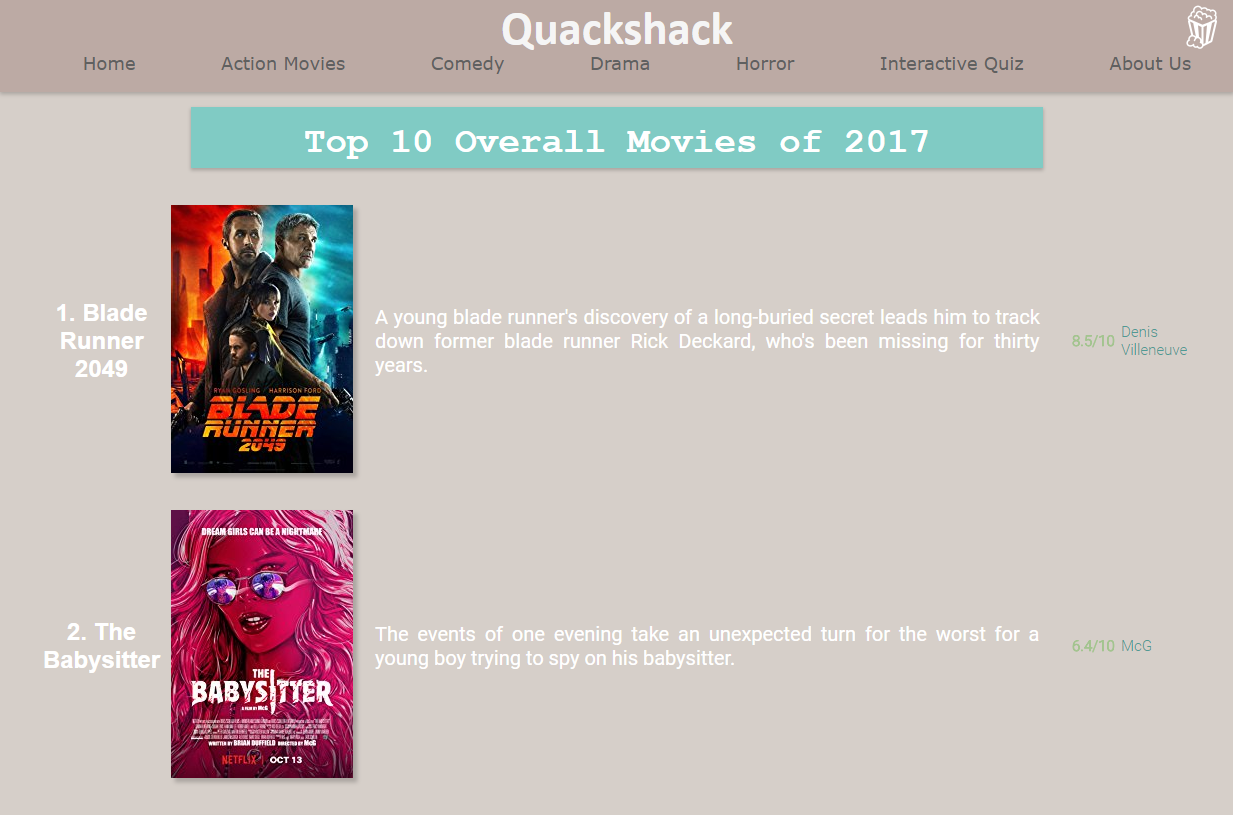 Quackshack
Home Action Movies Comedy Drama Horror Interactive Quiz About Us
Top 10 Overall Movies of 2017
1. Blade
Runner
2049
RYAN GOSLING HARRISON FORD
BLADE
RUNNER
2049
A young blade runner's discovery of a long-buried secret leads him to track
down former blade runner Rick Deckard, who's been missing for thirty
years.
8.5/10
Denis
Villeneuve
2. The
Babysitter
DREAM GIRLS CAN BE A NIGHTMARE
THE
BABYSITTER
A FILM BY McG
WRITTEN BY BRIAN DUFFIELD DIRECTED BY McG
NETFLIX | OCT 13
The events of one evening take an unexpected turn for the worst for a
young boy trying to spy on his babysitter.
6.4/10
McG